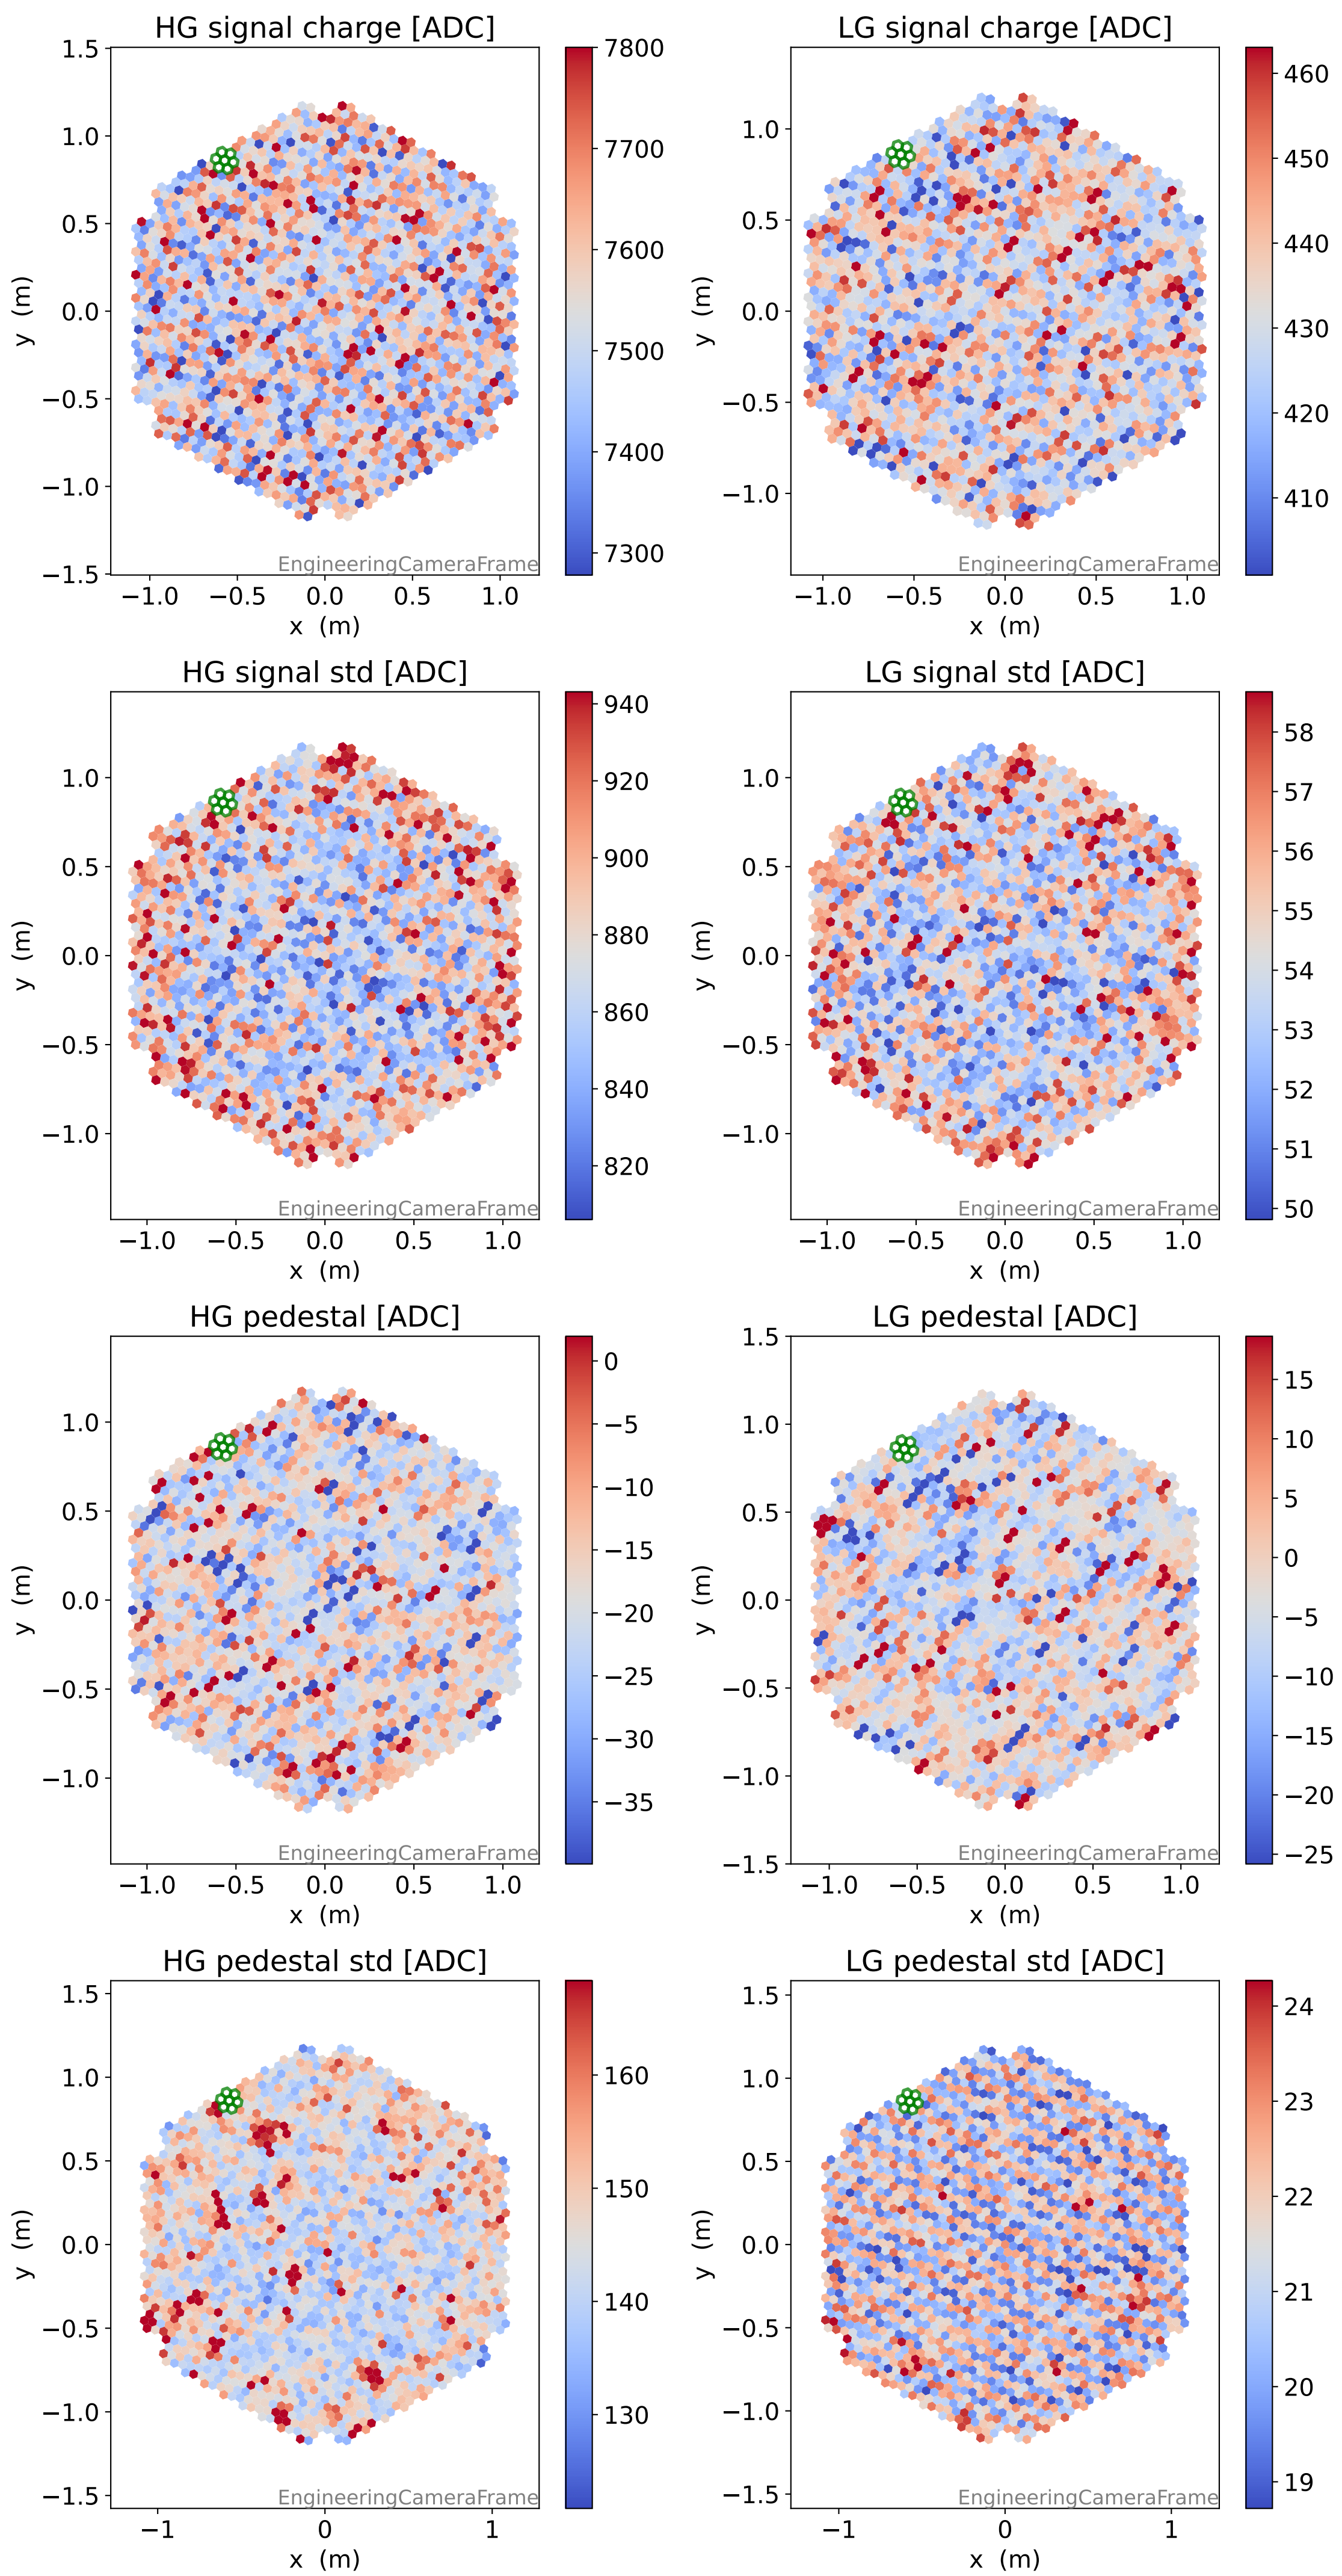 HG signal charge [ADC]
1.5
1.0
0.5
0.0
−0.5
−1.0
−1.5
y (m)
−1.0 −0.5 0.0 0.5 1.0
x (m)
EngineeringCameraFrame
7800
7700
7600
7500
7400
7300
LG signal charge [ADC]
1.0
0.5
0.0
−0.5
−1.0
y (m)
−1.0 −0.5 0.0 0.5 1.0
x (m)
EngineeringCameraFrame
460
450
440
430
420
410
HG signal std [ADC]
1.0
0.5
0.0
−0.5
−1.0
y (m)
−1.0 −0.5 0.0 0.5 1.0
x (m)
EngineeringCameraFrame
940
920
900
880
860
840
820
LG signal std [ADC]
1.0
0.5
0.0
−0.5
−1.0
y (m)
−1.0 −0.5 0.0 0.5 1.0
x (m)
EngineeringCameraFrame
58
57
56
55
54
53
52
51
50
HG pedestal [ADC]
1.0
0.5
0.0
−0.5
−1.0
y (m)
−1.0 −0.5 0.0 0.5 1.0
x (m)
EngineeringCameraFrame
0
−5
−10
−15
−20
−25
−30
−35
LG pedestal [ADC]
1.5
1.0
0.5
0.0
−0.5
−1.0
−1.5
y (m)
−1.0 −0.5 0.0 0.5 1.0
x (m)
EngineeringCameraFrame
15
10
5
0
−5
−10
−15
−20
−25
HG pedestal std [ADC]
1.5
1.0
0.5
0.0
−0.5
−1.0
−1.5
y (m)
−1 0 1
x (m)
EngineeringCameraFrame
160
150
140
130
LG pedestal std [ADC]
1.5
1.0
0.5
0.0
−0.5
−1.0
−1.5
y (m)
−1 0 1
x (m)
EngineeringCameraFrame
24
23
22
21
20
19